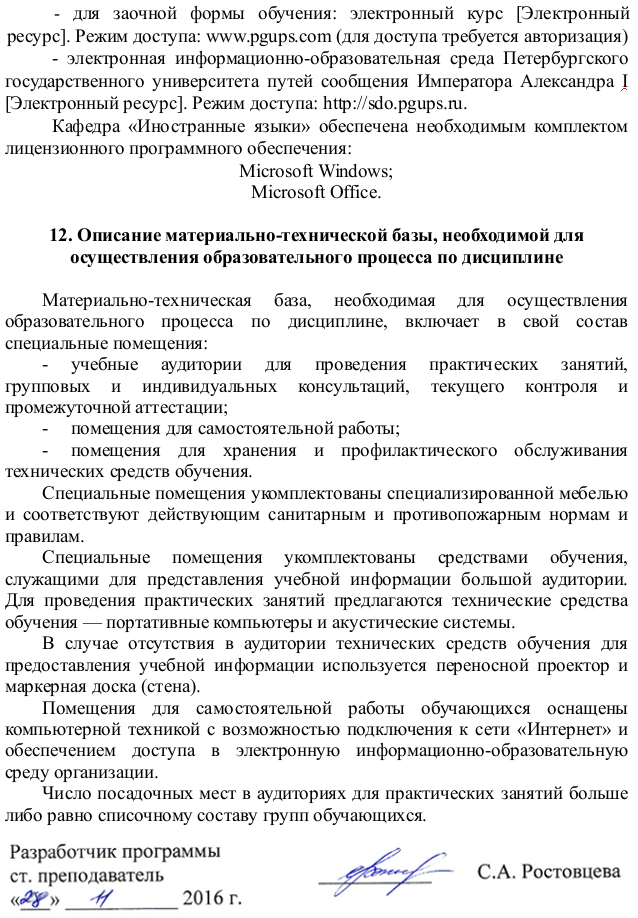 - для заочной формы обучения: электронный курс [Электронный
ресурс]. Режим доступа: www.pgups.com (для доступа требуется авторизация)
- электронная информационно-образовательная среда Петербургского
государственного университета путей сообщения Императора Александра I
[Электронный ресурс]. Режим доступа: http://sdo.pgups.ru.
Кафедра «Иностранные языки» обеспечена необходимым комплектом
лицензионного программного обеспечения:
Microsoft Windows;
Microsoft Office.
12. Описание материально-технической базы, необходимой для
осуществления образовательного процесса по дисциплине
Материально-техническая база, необходимая для осуществления
образовательного процесса по дисциплине, включает в свой состав
специальные помещения:
- учебные аудитории для проведения практических занятий,
групповых и индивидуальных консультаций, текущего контроля и
промежуточной аттестации;
- помещения для самостоятельной работы;
- помещения для хранения и профилактического обслуживания
технических средств обучения.
Специальные помещения укомплектованы специализированной мебелью
и соответствуют действующим санитарным и противопожарным нормам и
правилам.
Специальные помещения укомплектованы средствами обучения,
служащими для представления учебной информации большой аудитории.
Для проведения практических занятий предлагаются технические средства
обучения — портативные компьютеры и акустические системы.
В случае отсутствия в аудитории технических средств обучения для
предоставления учебной информации используется переносной проектор и
маркерная доска (стена).
Помещения для самостоятельной работы обучающихся оснащены
компьютерной техникой с возможностью подключения к сети «Интернет» и
обеспечением доступа в электронную информационно-образовательную
среду организации.
Число посадочных мест в аудиториях для практических занятий больше
либо равно списочному составу групп обучающихся.
Разработчик программы
ст. преподаватель С.А. Ростовцева
«28» 11 2016 г.